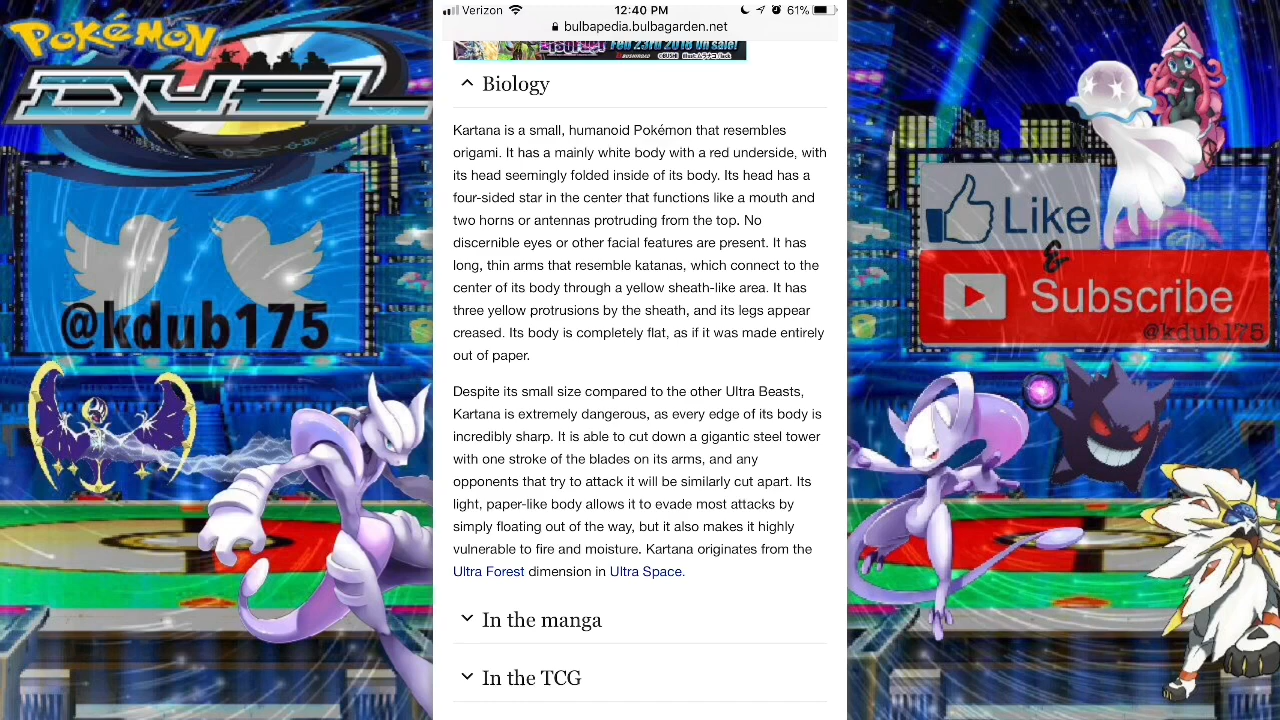 Pokémon
DUEL
@kdub175
Verizon 12:40 PM 61%
bulbapedia.bulbagarden.net
Feb 23rd 2018 on sale!
Biology
Kartana is a small, humanoid Pokémon that resembles
origami. It has a mainly white body with a red underside, with
its head seemingly folded inside of its body. Its head has a
four-sided star in the center that functions like a mouth and
two horns or antennas protruding from the top. No
discernible eyes or other facial features are present. It has
long, thin arms that resemble katanas, which connect to the
center of its body through a yellow sheath-like area. It has
three yellow protrusions by the sheath, and its legs appear
creased. Its body is completely flat, as if it was made entirely
out of paper.
Despite its small size compared to the other Ultra Beasts,
Kartana is extremely dangerous, as every edge of its body is
incredibly sharp. It is able to cut down a gigantic steel tower
with one stroke of the blades on its arms, and any
opponents that try to attack it will be similarly cut apart. Its
light, paper-like body allows it to evade most attacks by
simply floating out of the way, but it also makes it highly
vulnerable to fire and moisture. Kartana originates from the
Ultra Forest dimension in Ultra Space.
In the manga
In the TCG
Like
&
Subscribe
@kdub175